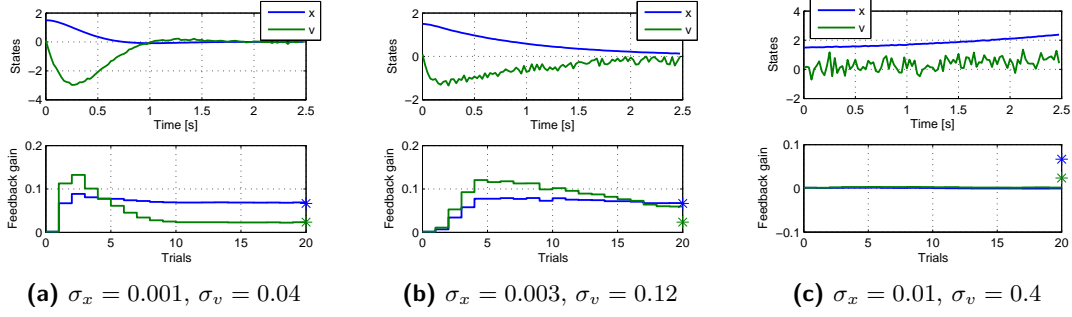 2
0
−2
−4
States
x
v
0
0.5
1
1.5
2
2.5
Time [s]
0.2
0.1
0
Feedback gain
0
5
10
15
20
Trials
(a) σx = 0.001, σv = 0.04
2
0
−2
States
x
v
0
0.5
1
1.5
2
2.5
Time [s]
0.2
0.1
0
Feedback gain
0
5
10
15
20
Trials
(b) σx = 0.003, σv = 0.12
4
2
0
−2
States
x
v
0
0.5
1
1.5
2
2.5
Time [s]
0.1
0
−0.1
Feedback gain
0
5
10
15
20
Trials
(c) σx = 0.01, σv = 0.4